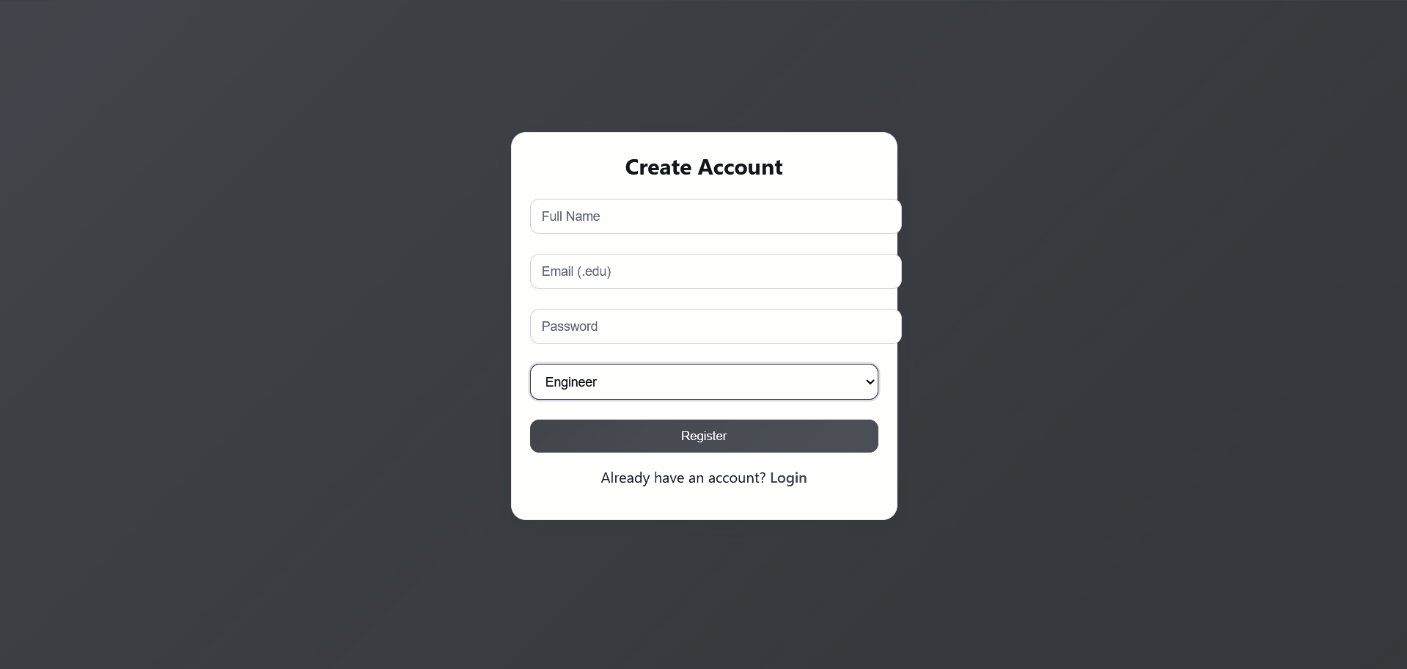 Create Account
Full Name
Email (.edu)
Password
Engineer
Register
Already have an account? Login